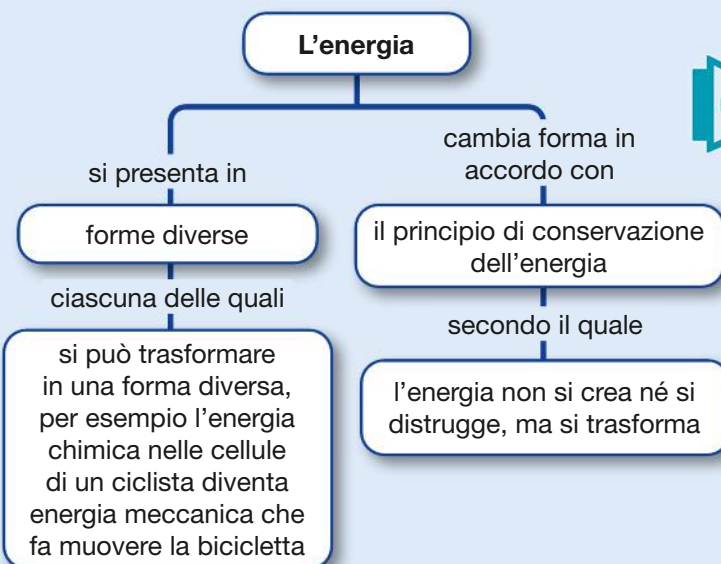 L'energia
si presenta in
forme diverse
ciascuna delle quali
si può trasformare
in una forma diversa,
per esempio l'energia
chimica nelle cellule
di un ciclista diventa
energia meccanica che
fa muovere la bicicletta
cambia forma in
accordo con
il principio di conservazione
dell'energia
secondo il quale
l'energia non si crea né si
distrugge, ma si trasforma